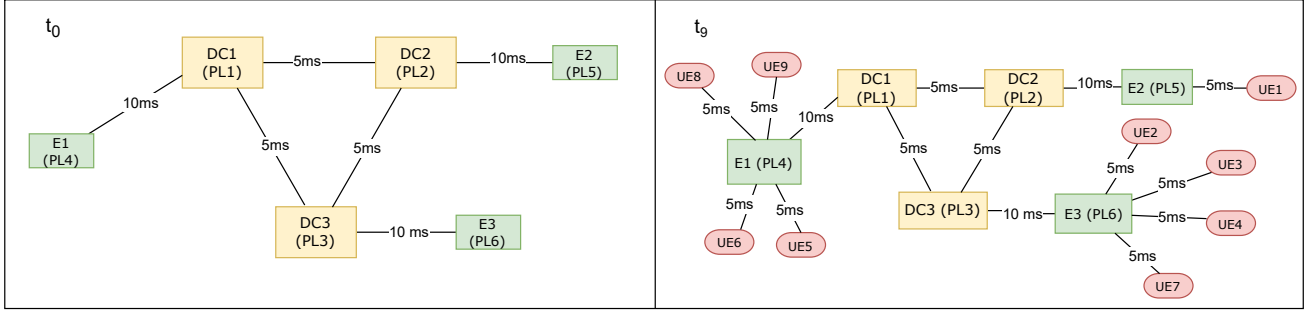 t0
DC1
(PL1)
5ms
DC2
(PL2)
10ms
E2
(PL5)
10ms
E1
(PL4)
5ms
5ms
DC3
(PL3)
10 ms
E3
(PL6)
t9
UE8
UE9
5ms
5ms
10ms
DC1
(PL1)
5ms
DC2
(PL2)
10ms
E2 (PL5)
5ms
UE1
E1 (PL4)
5ms
5ms
UE2
5ms
UE3
5ms
5ms
5ms
UE6
UE5
DC3 (PL3)
10 ms
E3 (PL6)
5ms
UE4
5ms
UE7